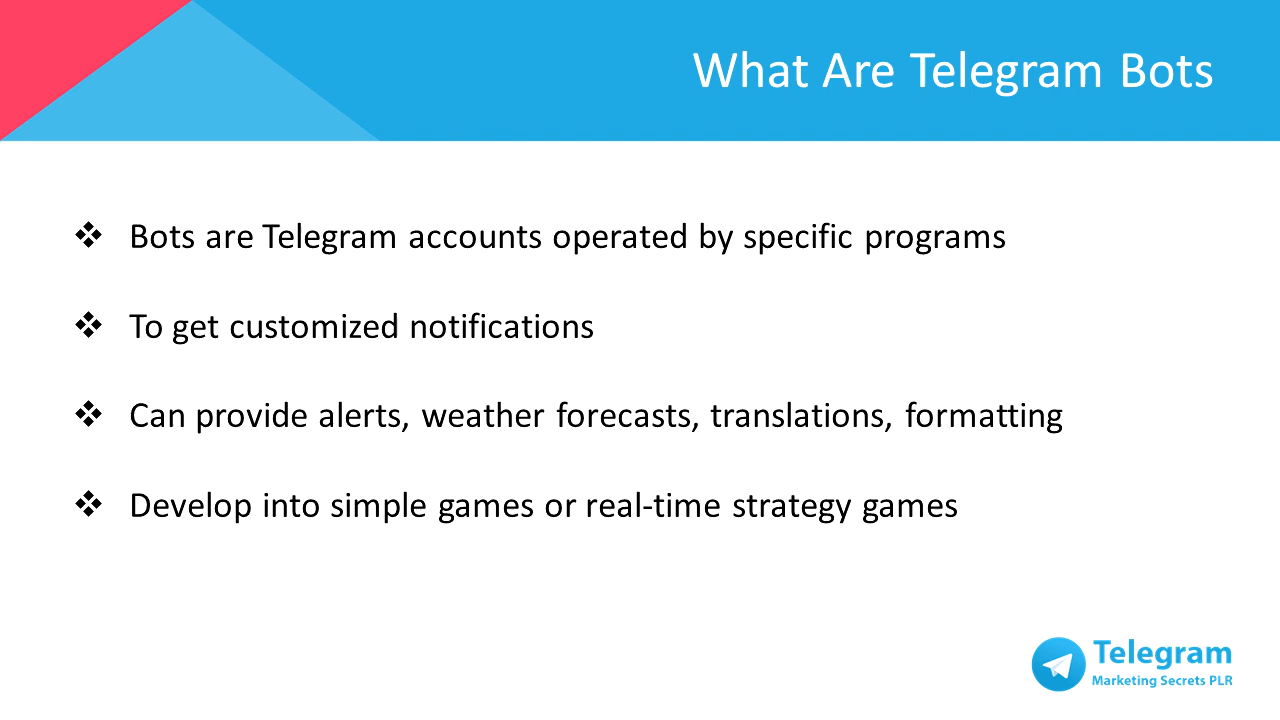 What Are Telegram Bots
❖ Bots are Telegram accounts operated by specific programs
❖ To get customized notifications
❖ Can provide alerts, weather forecasts, translations, formatting
❖ Develop into simple games or real-time strategy games
Telegram
Marketing Secrets PLR